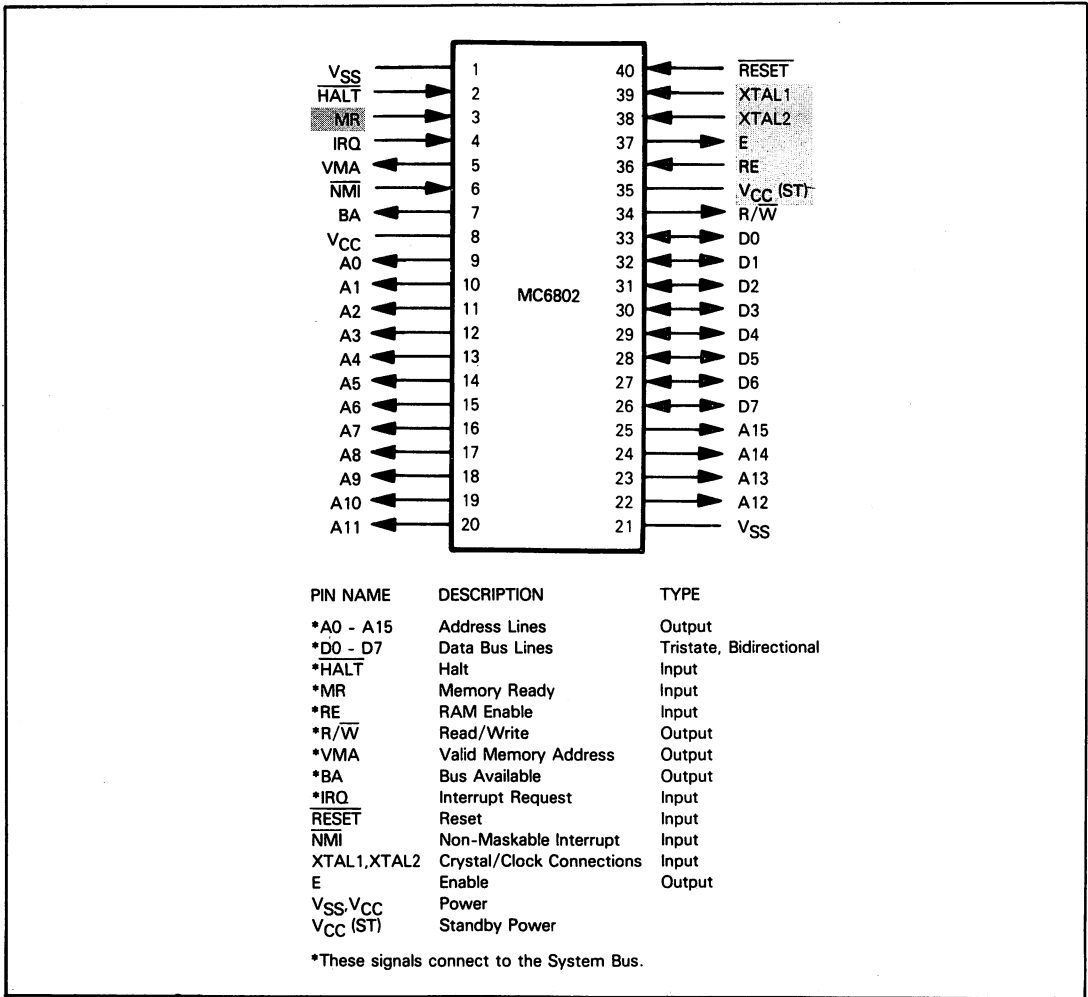 VSS 1 40 RESET
HALT 2 39 XTAL1
MR 3 38 XTAL2
IRQ 4 37 E
VMA 5 36 RE
NMI 6 35 VCC (ST)
BA 7 34 R/W
VCC 8 33 D0
A0 9 32 D1
A1 10 31 D2
MC6802
A2 11 30 D3
A3 12 29 D4
A4 13 28 D5
A5 14 27 D6
A6 15 26 D7
A7 16 25 A15
A8 17 24 A14
A9 18 23 A13
A10 19 22 A12
A11 20 21 VSS
PIN NAME DESCRIPTION TYPE
*A0 - A15 Address Lines Output
*D0 - D7 Data Bus Lines Tristate, Bidirectional
*HALT Halt Input
*MR Memory Ready Input
*RE RAM Enable Input
*R/W Read/Write Output
*VMA Valid Memory Address Output
*BA Bus Available Output
*IRQ Interrupt Request Input
RESET Reset Input
NMI Non-Maskable Interrupt Input
XTAL1,XTAL2 Crystal/Clock Connections Input
E Enable Output
VSS,VCC Power
VCC (ST) Standby Power
*These signals connect to the System Bus.